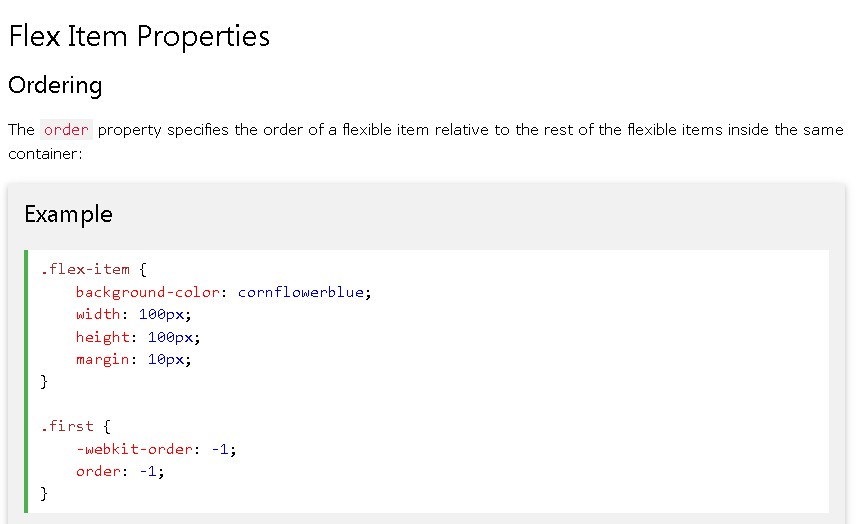 Flex Item Properties
Ordering
The order property specifies the order of a flexible item relative to the rest of the flexible items inside the same
container:
Example
.flex-item {
    background-color: cornflowerblue;
    width: 100px;
    height: 100px;
    margin: 10px;
}

.first {
    -webkit-order: -1;
    order: -1;
}